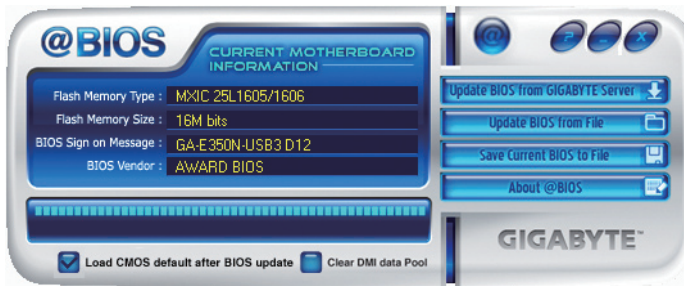 @BIOS
CURRENT MOTHERBOARD
INFORMATION
Flash Memory Type : MXIC 25L1605/1606
Flash Memory Size : 16M bits
BIOS Sign on Message : GA-E350N-USB3 D12
BIOS Vendor : AWARD BIOS
Load CMOS default after BIOS update Clear DMI data Pool
@ ? - X
Update BIOS from GIGABYTE Server
Update BIOS from File
Save Current BIOS to File
About @BIOS
GIGABYTE™